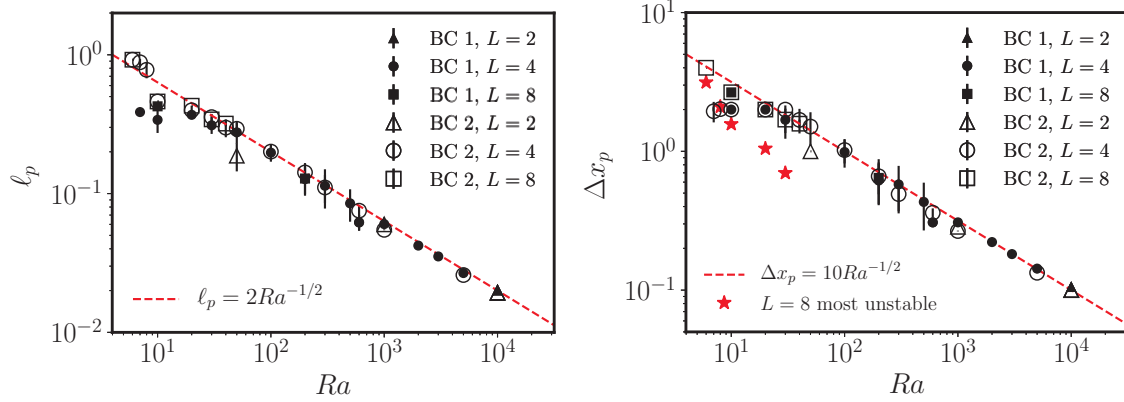 10^0
10^{-1}
10^{-2}
ℓ_p
10^1
10^2
10^3
10^4
Ra
BC 1, L = 2
BC 1, L = 4
BC 1, L = 8
BC 2, L = 2
BC 2, L = 4
BC 2, L = 8
ℓ_p = 2Ra^{-1/2}
10^1
10^0
10^{-1}
Δx_p
10^1
10^2
10^3
10^4
Ra
BC 1, L = 2
BC 1, L = 4
BC 1, L = 8
BC 2, L = 2
BC 2, L = 4
BC 2, L = 8
Δx_p = 10Ra^{-1/2}
L = 8 most unstable